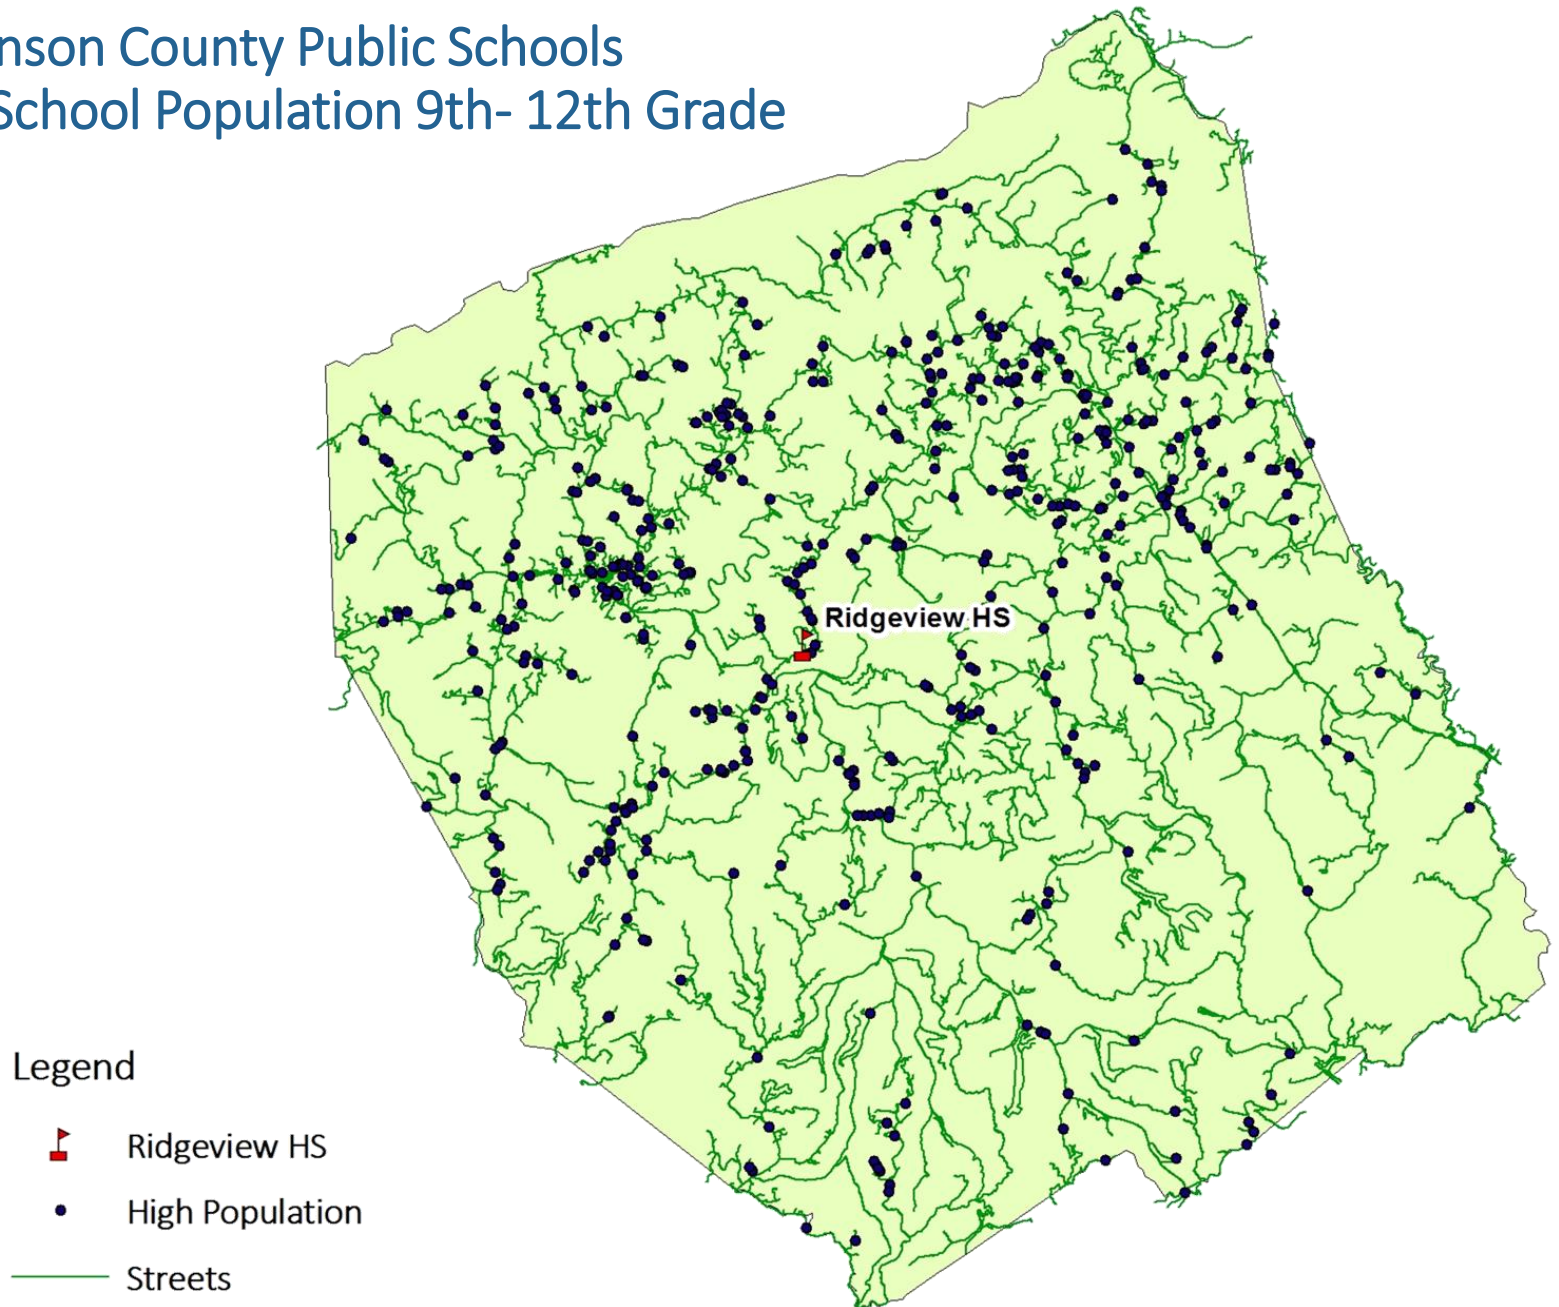 nson County Public Schools
School Population 9th- 12th Grade
Ridgeview HS
Legend
Ridgeview HS
High Population
Streets